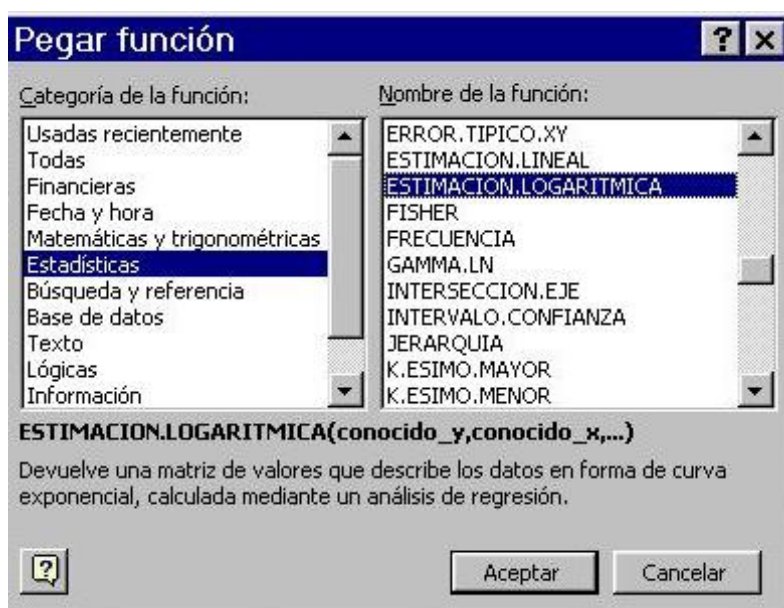 Pegar función
Categoría de la función:
Usadas recientemente
Todas
Financieras
Fecha y hora
Matemáticas y trigonométricas
Estadísticas
Búsqueda y referencia
Base de datos
Texto
Lógicas
Información
Nombre de la función:
ERROR.TIPICO.XY
ESTIMACION.LINEAL
ESTIMACION.LOGARITMICA
FISHER
FRECUENCIA
GAMMA.LN
INTERSECCION.EJE
INTERVALO.CONFIANZA
JERARQUIA
K.ESIMO.MAYOR
K.ESIMO.MENOR
ESTIMACION.LOGARITMICA(conocido_y,conocido_x,...)
Devuelve una matriz de valores que describe los datos en forma de curva
exponencial, calculada mediante un análisis de regresión.
Aceptar
Cancelar